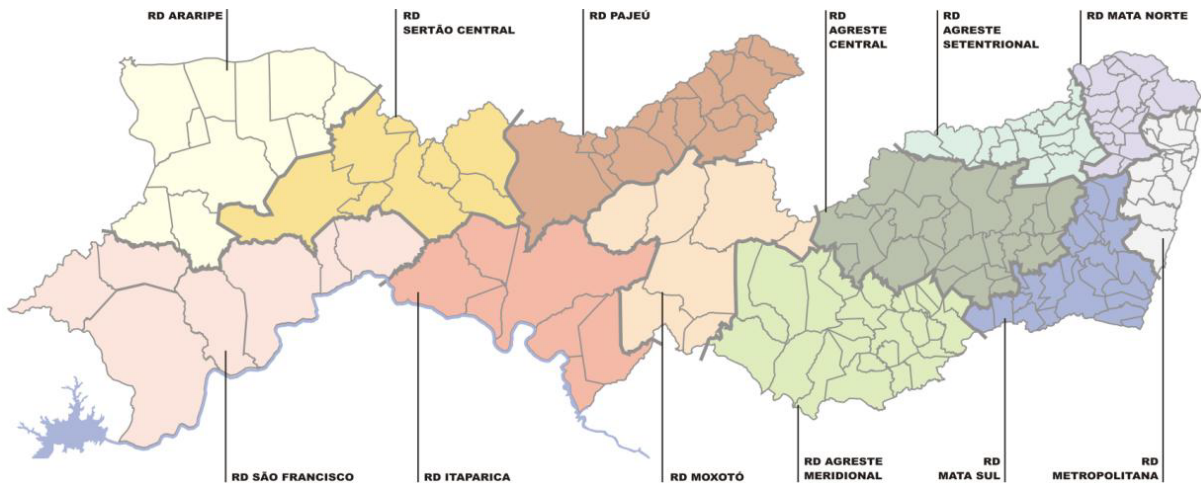 RD ARARIPE
RD
SERTÃO CENTRAL
RD PAJEÚ
RD
AGRESTE
CENTRAL
RD
AGRESTE
SETENTRIONAL
RD MATA NORTE
RD SÃO FRANCISCO
RD ITAPARICA
RD MOXOTÓ
RD AGRESTE
MERIDIONAL
RD
MATA SUL
RD
METROPOLITANA